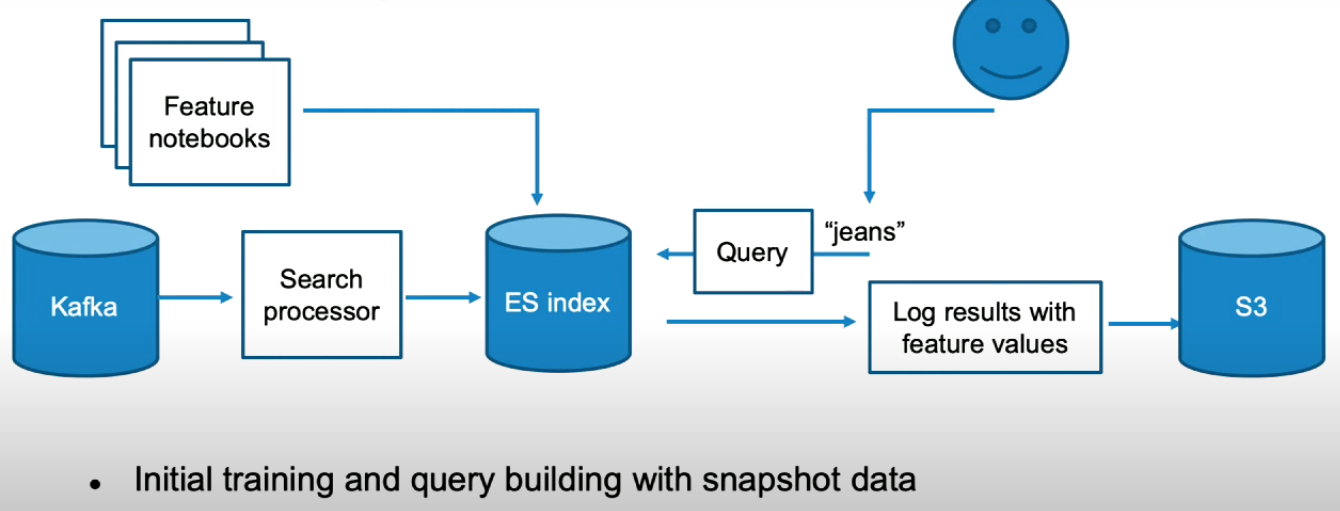 Feature
notebooks
Kafka
Search
processor
ES index
Query
“jeans”
Log results with
feature values
S3
• Initial training and query building with snapshot data